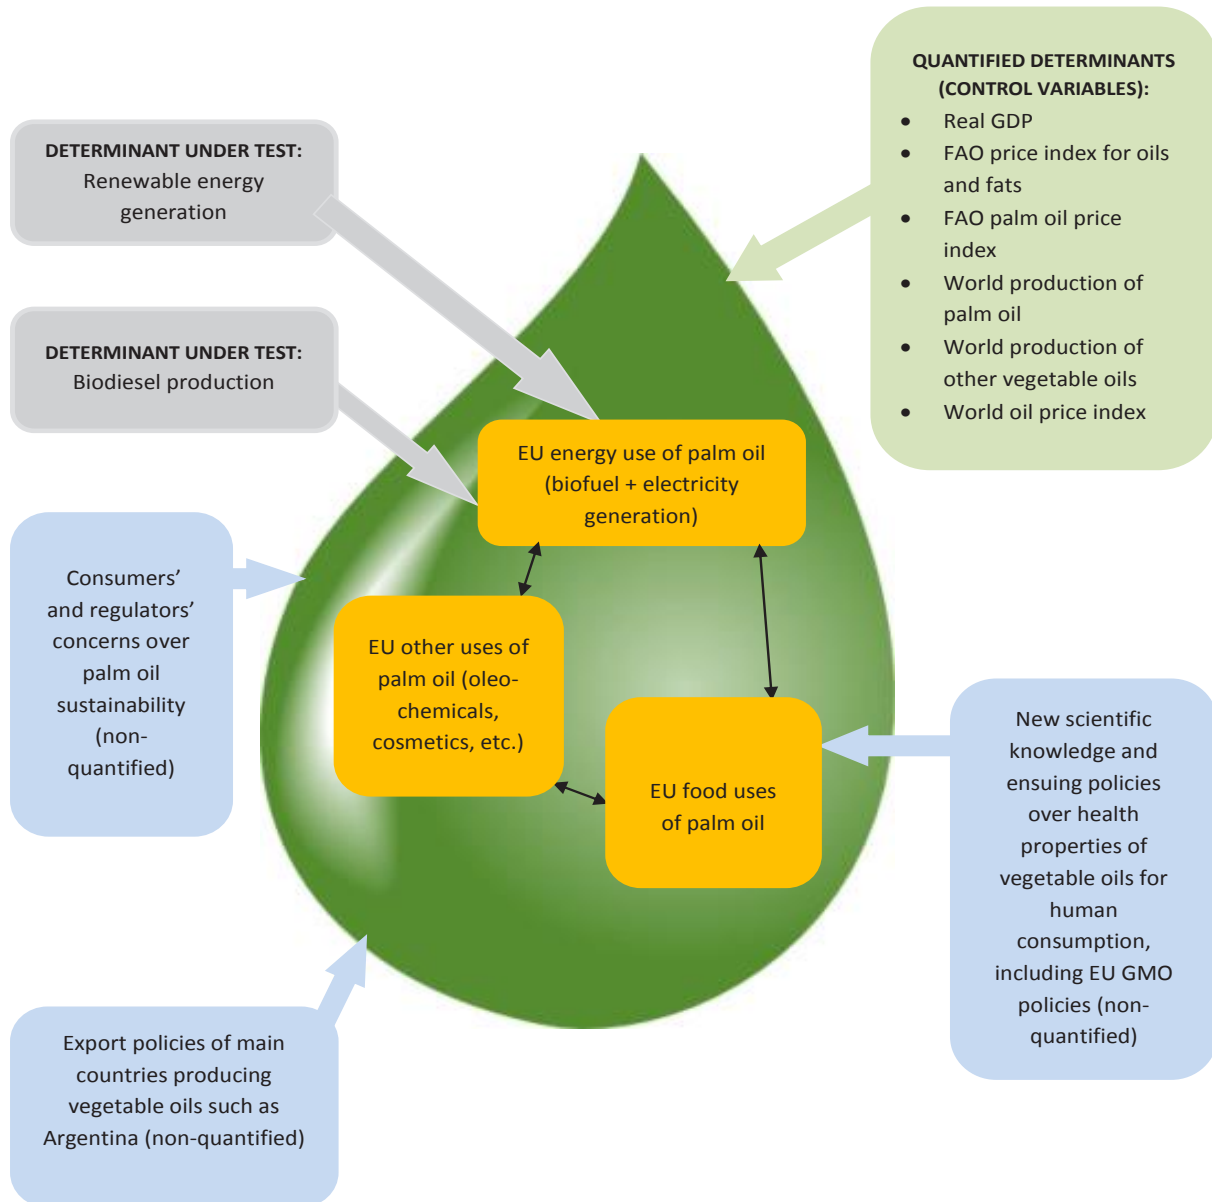 QUANTIFIED DETERMINANTS
(CONTROL VARIABLES):
• Real GDP
• FAO price index for oils
and fats
• FAO palm oil price
index
• World production of
palm oil
• World production of
other vegetable oils
• World oil price index
DETERMINANT UNDER TEST:
Renewable energy
generation
DETERMINANT UNDER TEST:
Biodiesel production
EU energy use of palm oil
(biofuel + electricity
generation)
Consumers’
and regulators’
concerns over
palm oil
sustainability
(non-
quantified)
EU other uses of
palm oil (oleo-
chemicals,
cosmetics, etc.)
EU food uses
of palm oil
New scientific
knowledge and
ensuing policies
over health
properties of
vegetable oils for
human
consumption,
including EU GMO
policies (non-
quantified)
Export policies of main
countries producing
vegetable oils such as
Argentina (non-quantified)